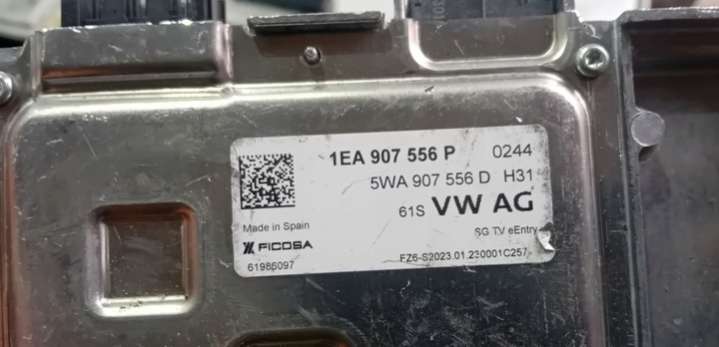 1EA 907 556 P 0244
5WA 907 556 D H31
61S VW AG
Made in Spain
SG TV eEntry
FICOSA
61986097
FZ6-S2023.01.230001C257